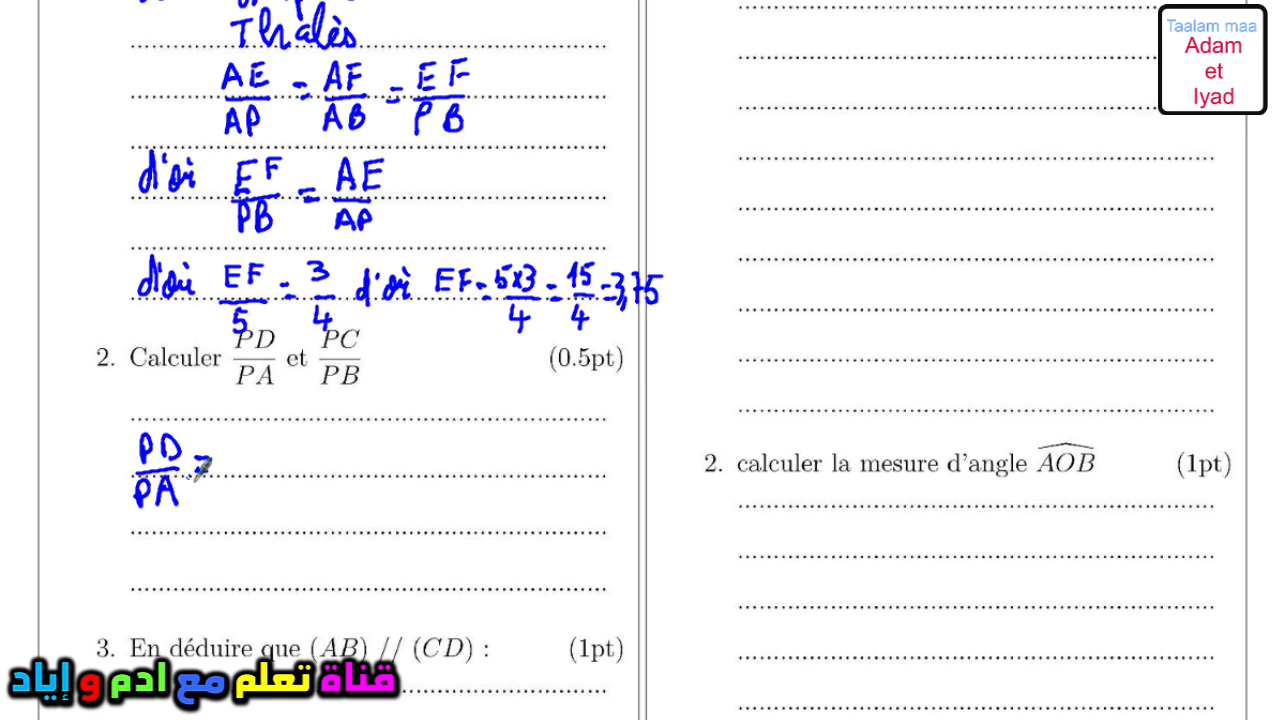 Thalès
AE/AP = AF/AB = EF/PB
d'où EF/PB = AE/AP
d'où EF/5 = 3/4 d'où EF = 5x3/4 = 15/4 = 3,75
2. Calculer PD/PA et PC/PB (0.5pt)
PD/PA =
3. En déduire que (AB) // (CD) : (1pt)
قناة تعلم مع ادم و إياد
Taalam maa
Adam
et
Iyad
2. calculer la mesure d'angle AOB (1pt)